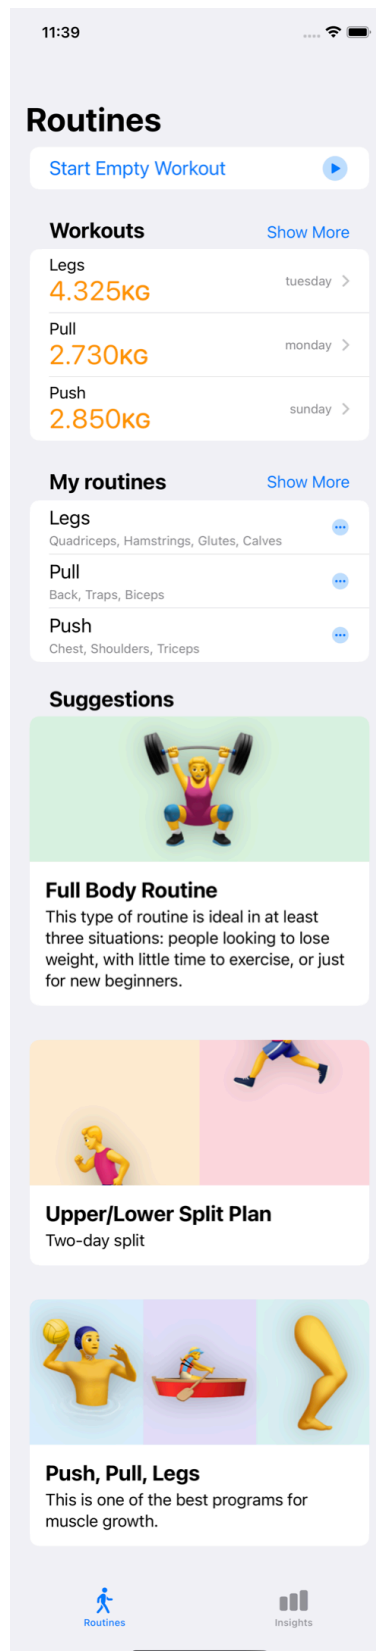 11:39
Routines
Start Empty Workout
Workouts
Show More
Legs
4.325KG
tuesday
Pull
2.730KG
monday
Push
2.850KG
sunday
My routines
Show More
Legs
Quadriceps, Hamstrings, Glutes, Calves
Pull
Back, Traps, Biceps
Push
Chest, Shoulders, Triceps
Suggestions
Full Body Routine
This type of routine is ideal in at least
three situations: people looking to lose
weight, with little time to exercise, or just
for new beginners.
Upper/Lower Split Plan
Two-day split
Push, Pull, Legs
This is one of the best programs for
muscle growth.
Routines
Insights